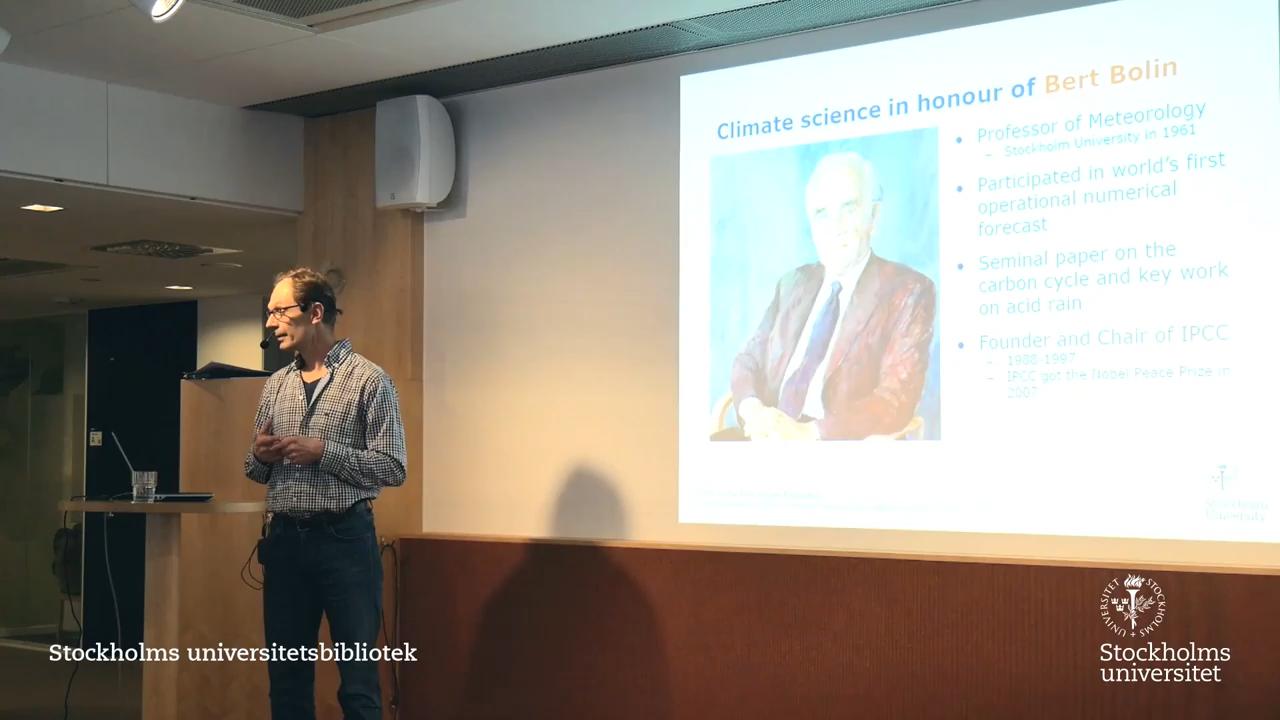 Climate science in honour of Bert Bolin
• Professor of Meteorology
– Stockholm University in 1961
• Participated in world's first
operational numerical
forecast
• Seminal paper on the
carbon cycle and key work
on acid rain
• Founder and Chair of IPCC
– 1988-1997
– IPCC got the Nobel Peace Prize in
2007
Stockholm
University
STOCKHOLMS UNIVERSITET
Stockholms universitetsbibliotek
Stockholms
universitet